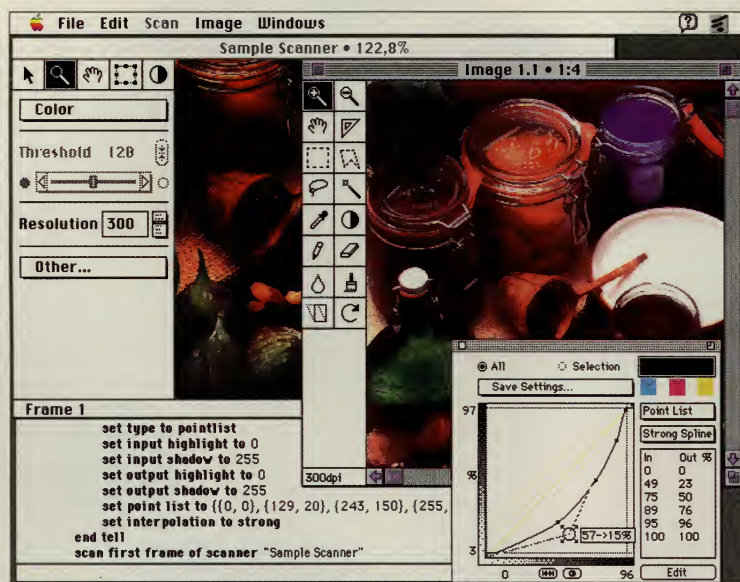 File Edit Scan Image Windows
Sample Scanner • 122,8%
Image 1.1 • 1:4
Color
Threshold 128
Resolution 300
Other...
300dpi
All Selection
Save Settings...
Point List
Strong Spline
In Out %
0 0
49 23
75 50
89 76
95 96
100 100
Edit
97
%
3
57->15%
0 96
Frame 1
set type to pointlist
set input highlight to 0
set input shadow to 255
set output highlight to 0
set output shadow to 255
set point list to {{0, 0}, {129, 20}, {243, 150}, {255,
set interpolation to strong
end tell
scan first frame of scanner "Sample Scanner"